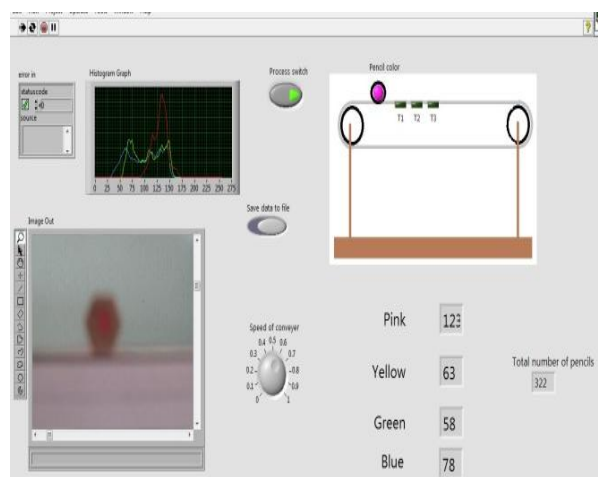 error in
Histogram Graph
Process switch
Pencil color
status code
source
T1 T2 T3
0 25 50 75 100 125 150 175 200 225 250 275
Save data to file
Image Out
Speed of conveyer
0 0.1 0.2 0.3 0.4 0.5 0.6 0.7 0.8 0.9 1
Pink 123
Yellow 63
Total number of pencils
322
Green 58
Blue 78